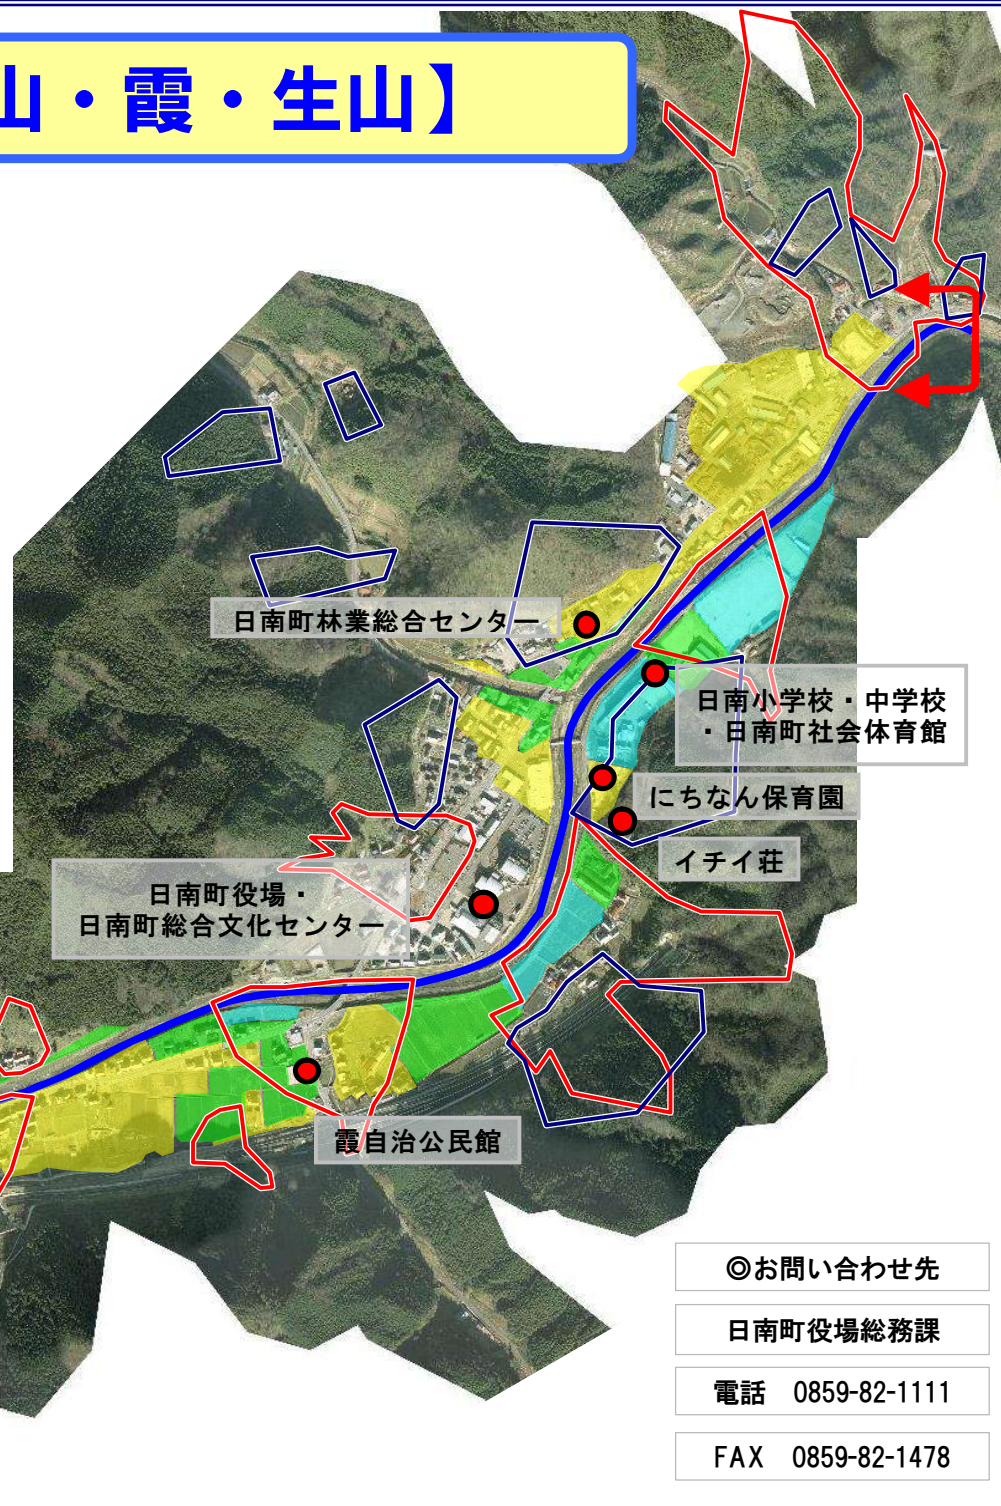 山・霞・生山】
日南町林業総合センター
日南小学校・中学校
・日南町社会体育館
にちなん保育園
イチイ荘
日南町役場・
日南町総合文化センター
霞自治公民館
◎お問い合わせ先
日南町役場総務課
電話　0859-82-1111
FAX　0859-82-1478